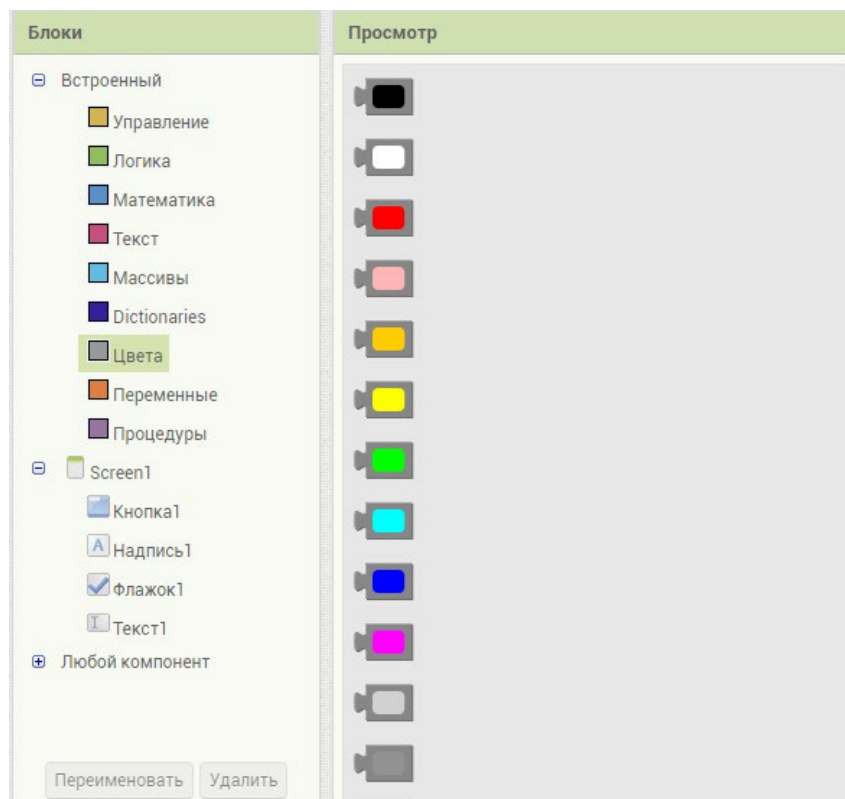 Блоки
Просмотр
Встроенный
Управление
Логика
Математика
Текст
Массивы
Dictionaries
Цвета
Переменные
Процедуры
Screen1
Кнопка1
A Надпись1
Флажок1
Текст1
Любой компонент
Переименовать Удалить